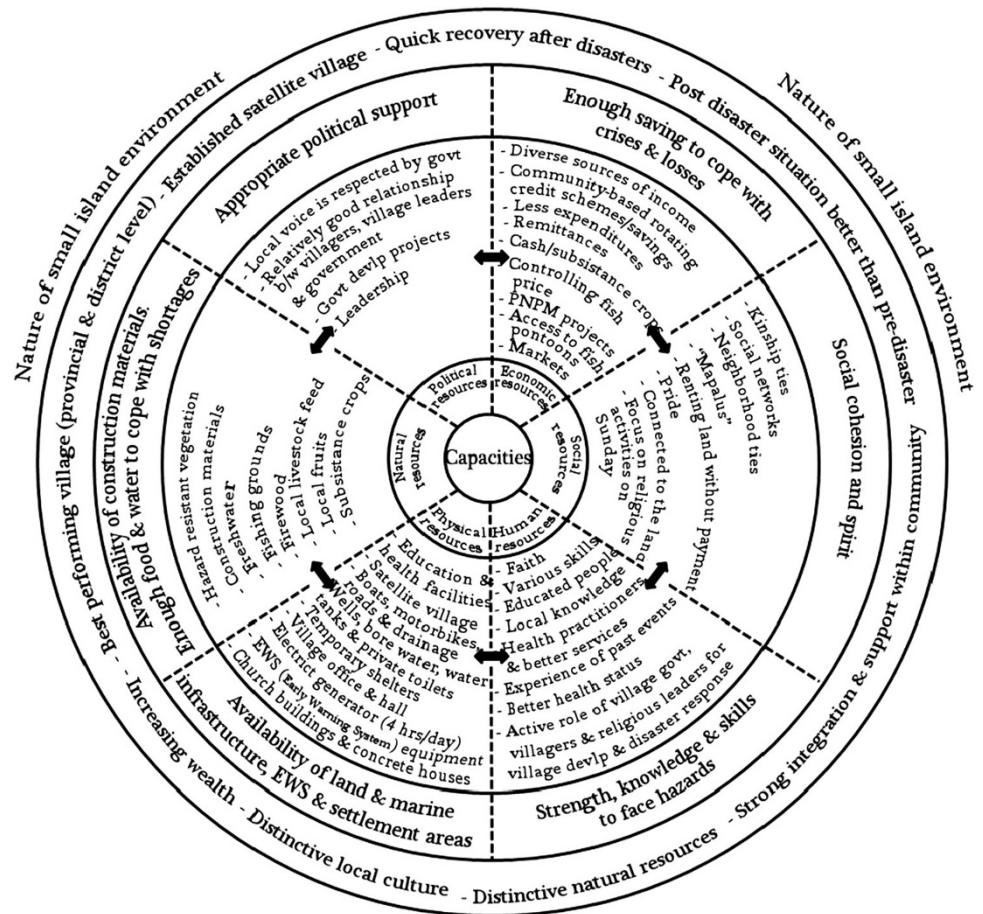 Nature of small island environment
Nature of small island environment
- Best performing village (provincial & district level) - Established satellite village - Quick recovery after disasters - Post disaster situation better than pre-disaster
- Increasing wealth - Distinctive local culture - Distinctive natural resources - Strong integration & support within community
Appropriate political support
Enough saving to cope with
crises & losses
Social cohesion and spirit
Strength, knowledge & skills
to face hazards
Availability of land & marine
infrastructure, EWS & settlement areas
Availability of construction materials
Enough food & water to cope with shortages
- Local voice is respected by govt
- Relatively good relationship
b/w villagers, village leaders
& government
- Govt devlp projects
- Leadership
- Diverse sources of income
- Community-based rotating
credit schemes/savings
- Less expenditures
- Remittances
- Cash/subsistance crops
- Controlling fish
price
- PNPM projects
- Access to fish
pontoons
- Markets
- Kinship ties
- Social networks
- Neighborhood ties
- "Mapalus"
- Renting land without payment
- Pride
- Connected to the land
- Focus on religious
activities on
Sunday
- Faith
- Various skills
- Educated people
- Local knowledge
- Health practitioners
& better services
- Experience of past events
- Better health status
- Active role of village govt,
villagers & religious leaders for
village devlp & disaster response
- Education &
health facilities
- Satellite village
- Boats, motorbikes,
roads & drainage
- Wells, bore water, water
tanks & private toilets
- Temporary shelters
- Village office & hall
- Electrict generator (4 hrs/day)
- EWS (Early Warning System) equipment
- Church buildings & concrete houses
- Hazard resistant vegetation
- Construction materials
- Freshwater
- Fishing grounds
- Firewood
- Local livestock feed
- Local fruits
- Subsistance crops
Political
resources
Economic
resources
Social
resources
Human
resources
Physical
resources
Natural
resources
Capacities